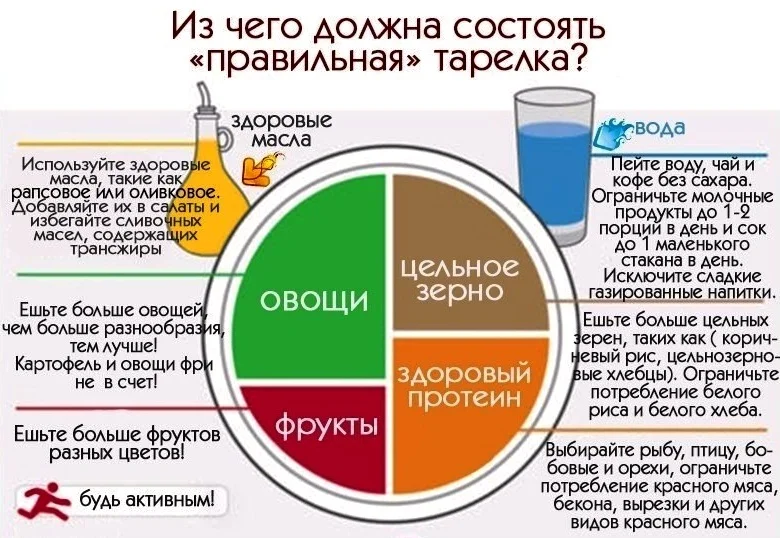 Из чего должна состоять
«правильная» тарелка?
здоровые
масла
Используйте здоровые
масла, такие как
рапсовое или оливковое.
Добавляйте их в салаты и
избегайте сливочных
масел, содержащих
трансжиры
Ешьте больше овощей,
чем больше разнообразия,
тем лучше!
Картофель и овощи фри
не в счет!
Ешьте больше фруктов
разных цветов!
будь активным!
овощи
фрукты
цельное
зерно
здоровый
протеин
вода
Пейте воду, чай и
кофе без сахара.
Ограничьте молочные
продукты до 1-2
порций в день и сок
до 1 маленького
стакана в день.
Исключите сладкие
газированные напитки.
Ешьте больше цельных
зерен, таких как ( корич-
невый рис, цельнозерно-
вые хлебцы). Ограничьте
потребление белого
риса и белого хлеба.
Выбирайте рыбу, птицу, бо-
бовые и орехи, ограничьте
потребление красного мяса,
бекона, вырезки и других
видов красного мяса.